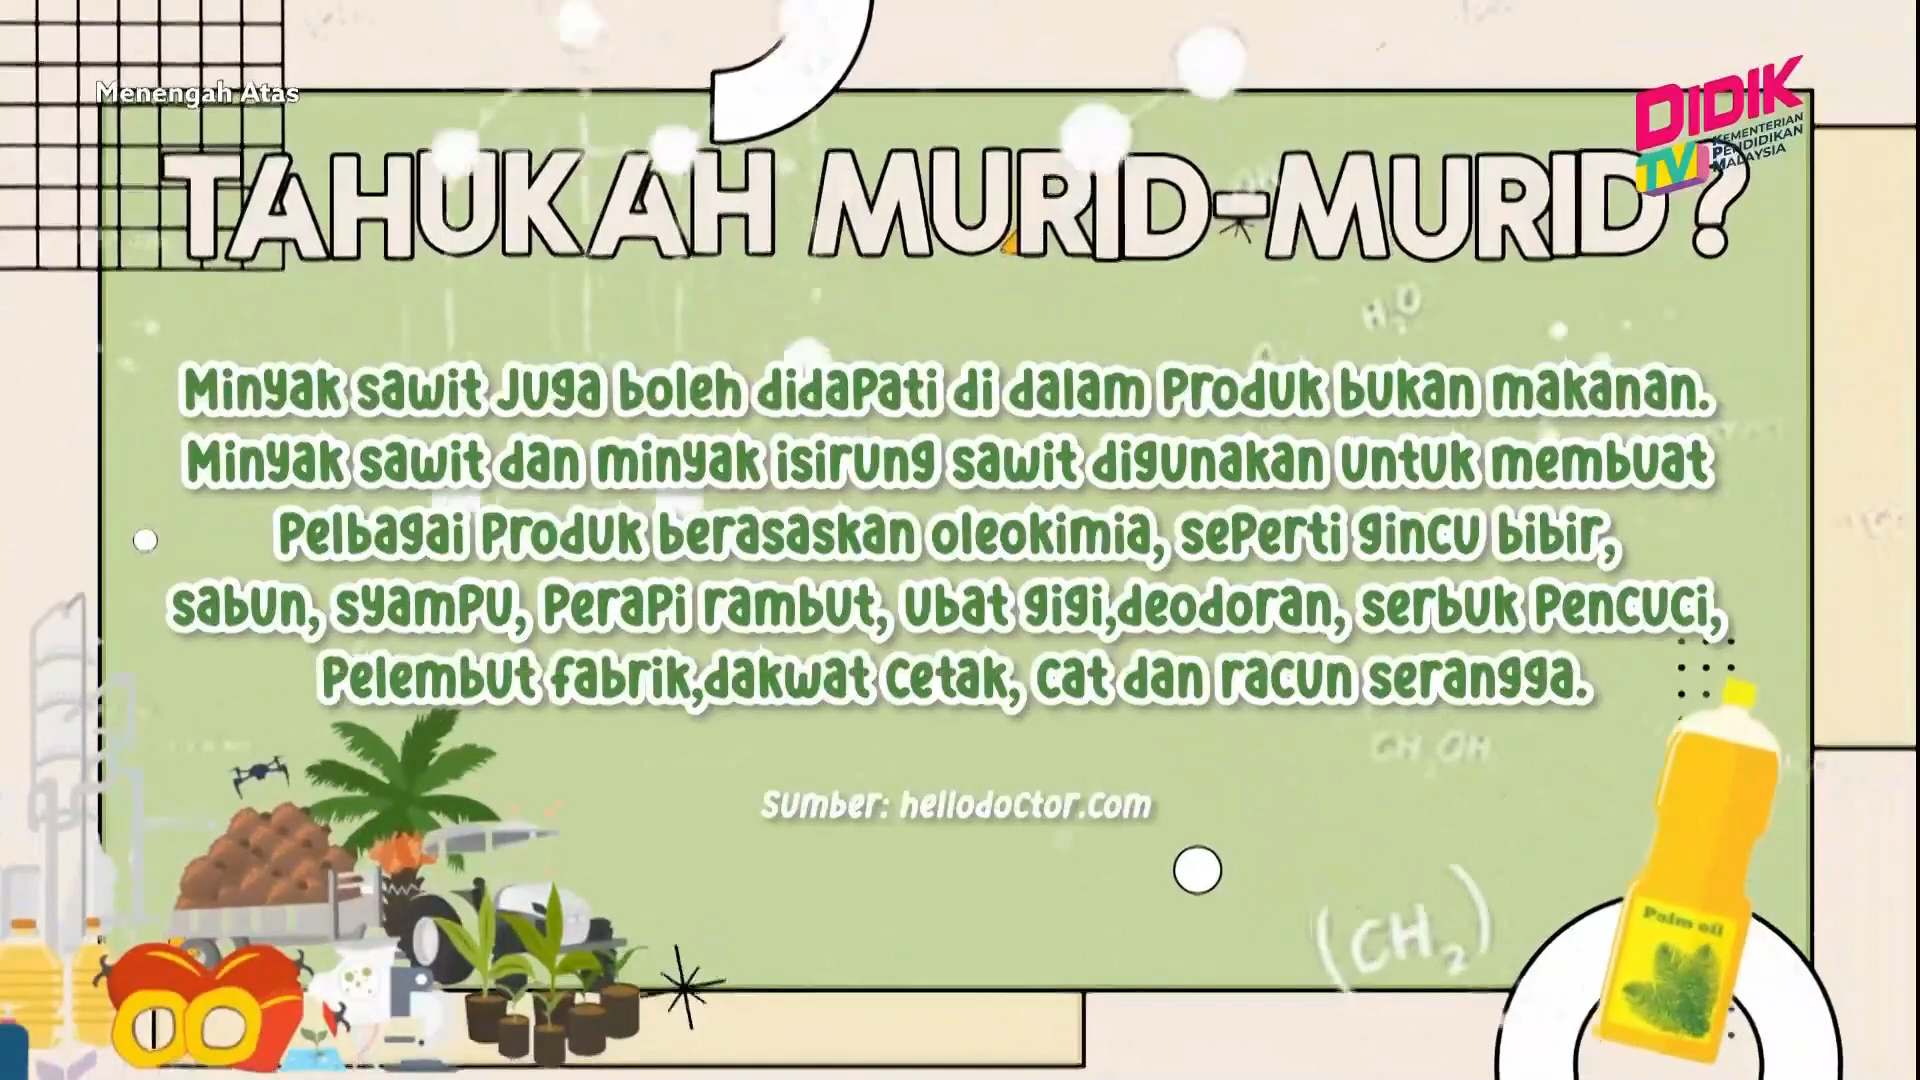 Menengah Atas
DIDIK
TV
KEMENTERIAN
PENDIDIKAN
MALAYSIA
TAHUKAH MURID-MURID?
Minyak sawit Juga boleh didapati di dalam Produk bukan makanan.
Minyak sawit dan minyak isirung sawit digunakan untuk membuat
Pelbagai Produk berasaskan oleokimia, seperti gincu bibir,
sabun, syampu, Perapi rambut, ubat gigi,deodoran, serbuk Pencuci,
Pelembut fabrik,dakwat cetak, cat dan racun serangga.
Sumber: hellodoctor.com
H₂O
CH₃OH
(CH₂)
Palm oil